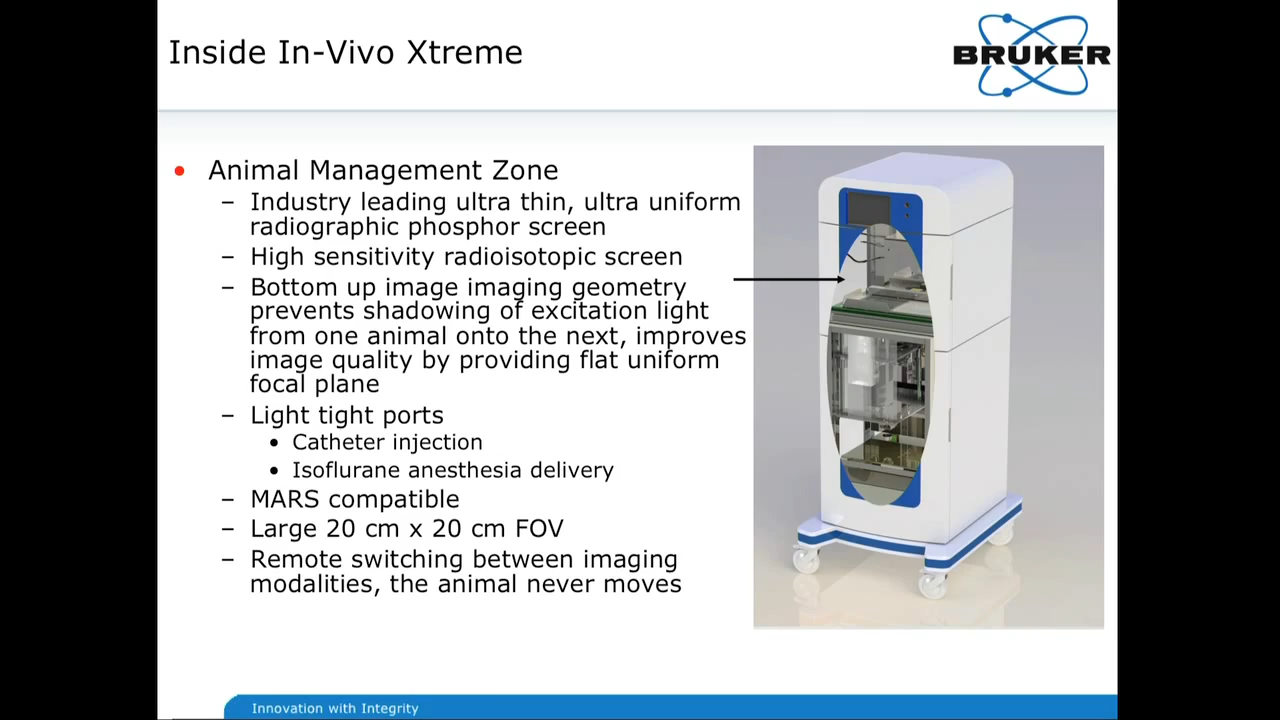 Inside In-Vivo Xtreme
BRUKER
• Animal Management Zone
– Industry leading ultra thin, ultra uniform
radiographic phosphor screen
– High sensitivity radioisotopic screen
– Bottom up image imaging geometry
prevents shadowing of excitation light
from one animal onto the next, improves
image quality by providing flat uniform
focal plane
– Light tight ports
• Catheter injection
• Isoflurane anesthesia delivery
– MARS compatible
– Large 20 cm x 20 cm FOV
– Remote switching between imaging
modalities, the animal never moves
Innovation with Integrity